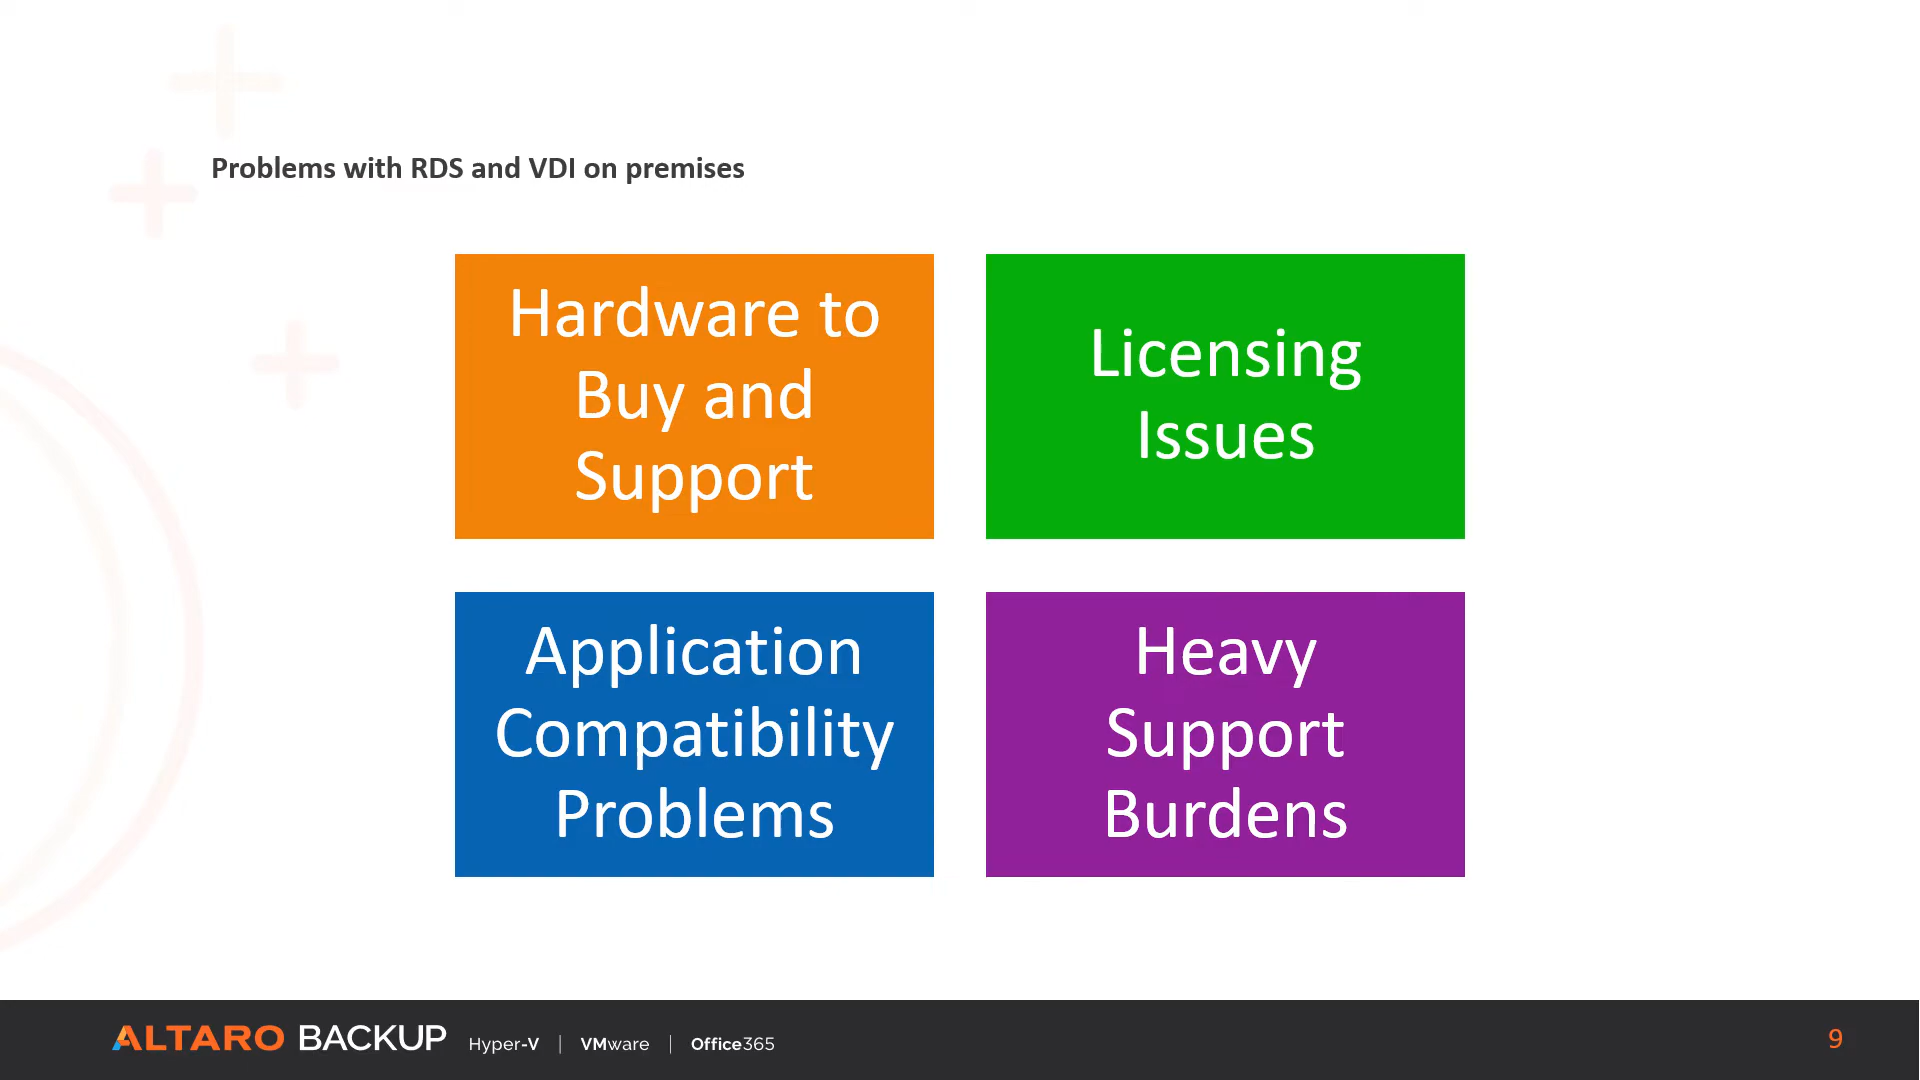 Problems with RDS and VDI on premises
Hardware to
Buy and
Support
Licensing
Issues
Application
Compatibility
Problems
Heavy
Support
Burdens
ALTARO BACKUP Hyper-V | VMware | Office365
9